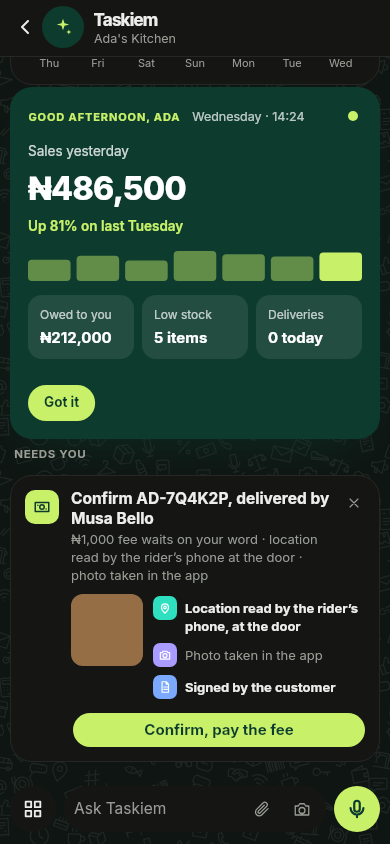 Taskiem
Ada's Kitchen
Thu Fri Sat Sun Mon Tue Wed
GOOD AFTERNOON, ADA Wednesday · 14:24
Sales yesterday
₦486,500
Up 81% on last Tuesday
Owed to you Low stock Deliveries
₦212,000 5 items 0 today
Got it
NEEDS YOU
Confirm AD-7Q4K2P, delivered by
Musa Bello
₦1,000 fee waits on your word · location
read by the rider’s phone at the door ·
photo taken in the app
Location read by the rider’s
phone, at the door
Photo taken in the app
Signed by the customer
Confirm, pay the fee
Ask Taskiem